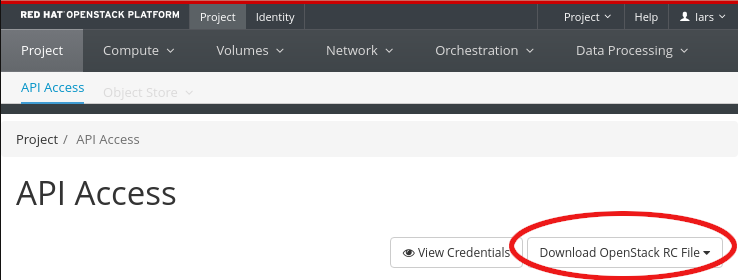 RED HAT OPENSTACK PLATFORM Project Identity Project Help lars
Project Compute Volumes Network Orchestration Data Processing
API Access Object Store
Project / API Access
API Access
View Credentials Download OpenStack RC File